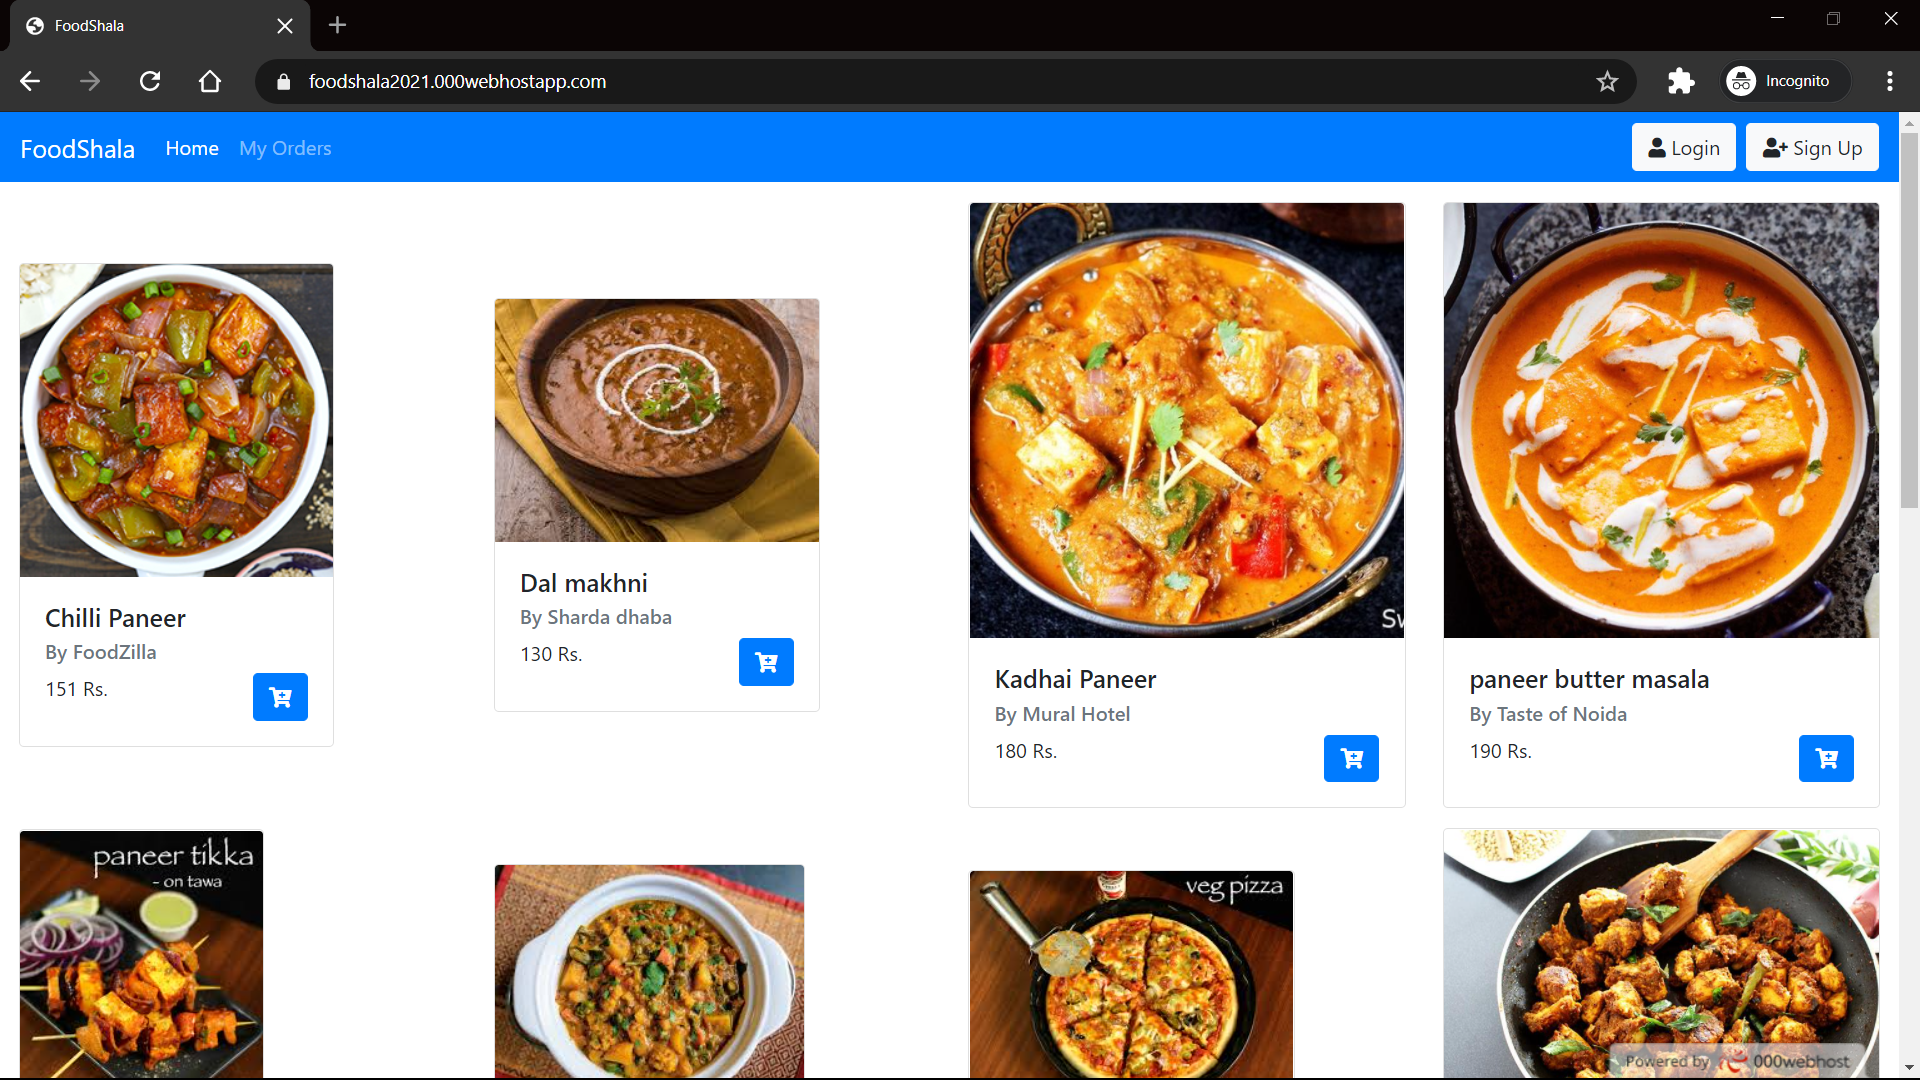 FoodShala
foodshala2021.000webhostapp.com
Incognito
FoodShala Home My Orders Login Sign Up
Chilli Paneer
By FoodZilla
151 Rs.
Dal makhni
By Sharda dhaba
130 Rs.
Sw
Kadhai Paneer
By Mural Hotel
180 Rs.
paneer butter masala
By Taste of Noida
190 Rs.
paneer tikka
- on tawa
veg pizza
Powered by 000webhost